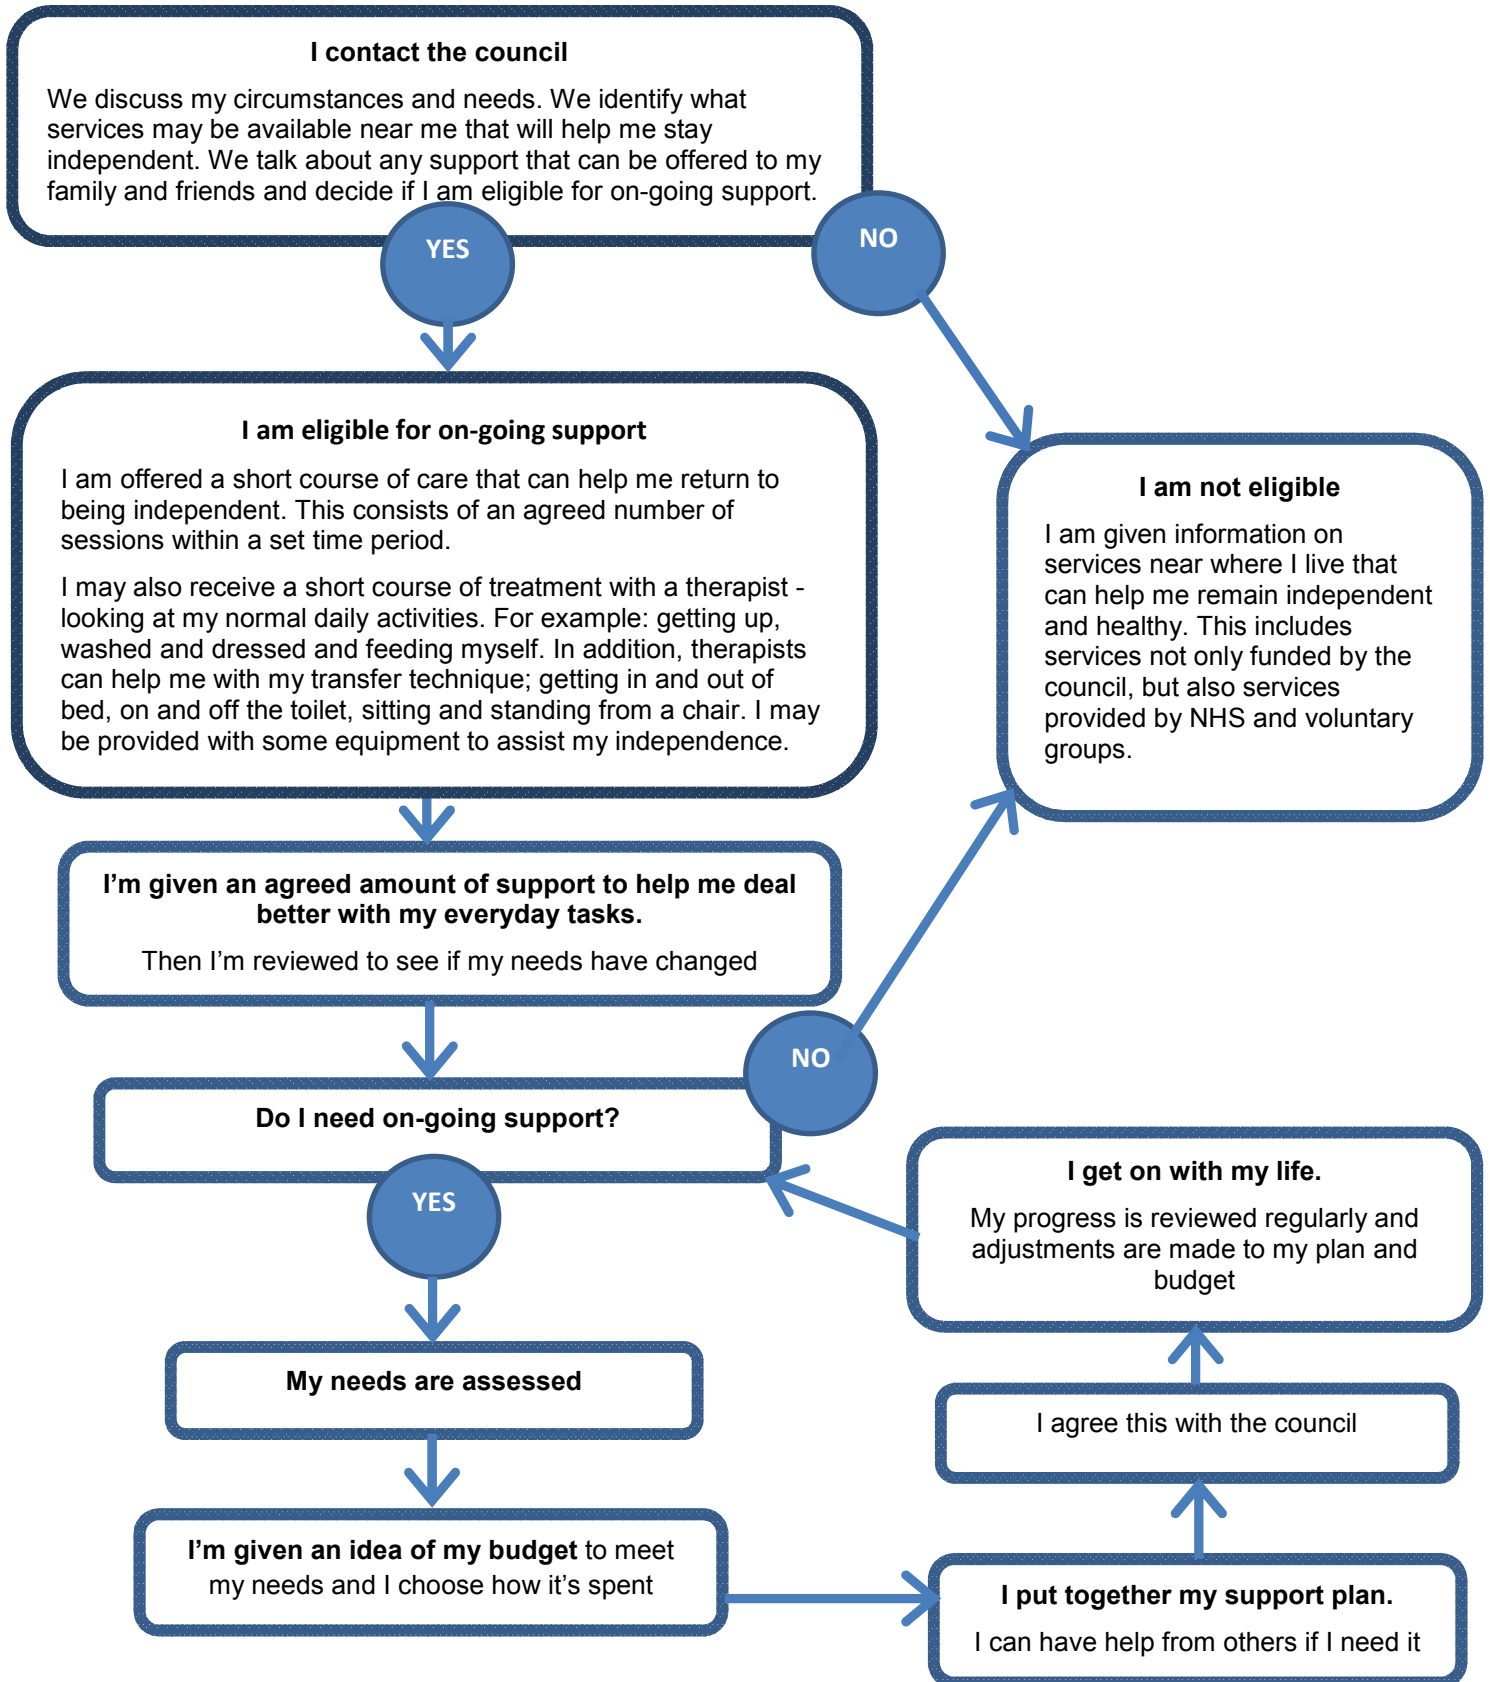 I contact the council
We discuss my circumstances and needs. We identify what
services may be available near me that will help me stay
independent. We talk about any support that can be offered to my
family and friends and decide if I am eligible for on-going support.
YES
NO
I am eligible for on-going support
I am offered a short course of care that can help me return to
being independent. This consists of an agreed number of
sessions within a set time period.
I may also receive a short course of treatment with a therapist -
looking at my normal daily activities. For example: getting up,
washed and dressed and feeding myself. In addition, therapists
can help me with my transfer technique; getting in and out of
bed, on and off the toilet, sitting and standing from a chair. I may
be provided with some equipment to assist my independence.
I am not eligible
I am given information on
services near where I live that
can help me remain independent
and healthy. This includes
services not only funded by the
council, but also services
provided by NHS and voluntary
groups.
I'm given an agreed amount of support to help me deal
better with my everyday tasks.
Then I'm reviewed to see if my needs have changed
NO
Do I need on-going support?
YES
I get on with my life.
My progress is reviewed regularly and
adjustments are made to my plan and
budget
My needs are assessed
I agree this with the council
I'm given an idea of my budget to meet
my needs and I choose how it's spent
I put together my support plan.
I can have help from others if I need it